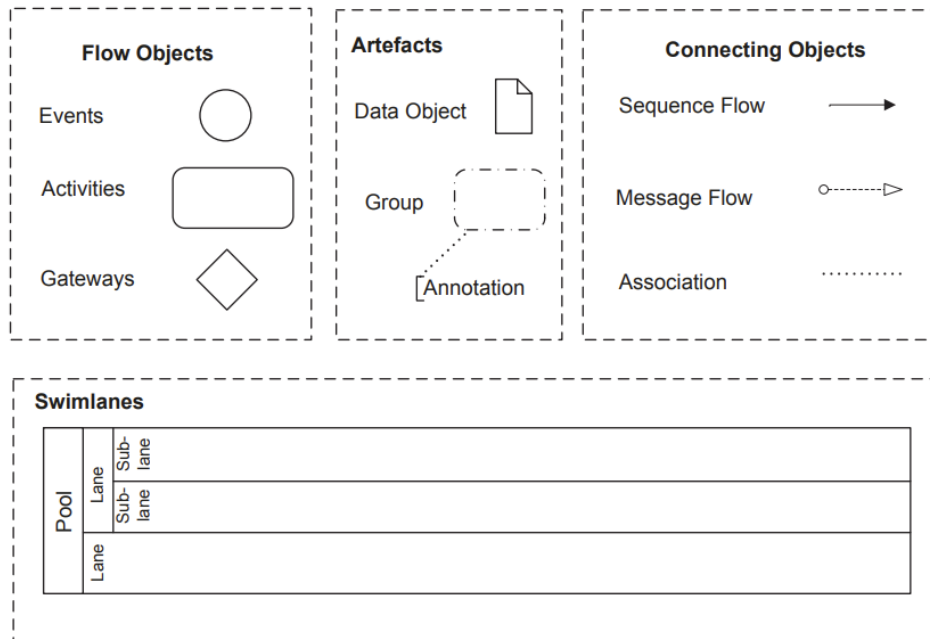 Flow Objects
Events
Activities
Gateways
Artefacts
Data Object
Group
Annotation
Connecting Objects
Sequence Flow
Message Flow
Association
Swimlanes
Pool
Lane
Sub-
lane
Sub-
lane
Lane